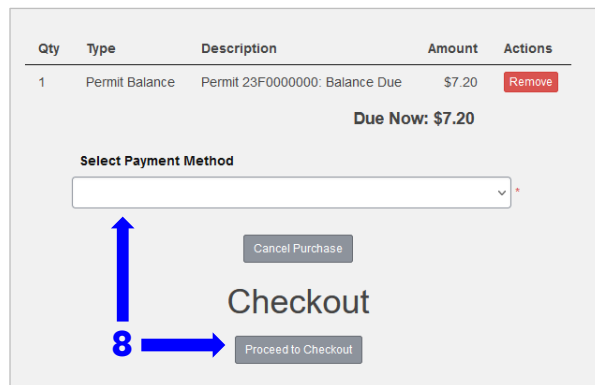 Qty Type Description Amount Actions
1 Permit Balance Permit 23F0000000: Balance Due $7.20 Remove
Due Now: $7.20
Select Payment Method
*
Cancel Purchase
Checkout
8 Proceed to Checkout